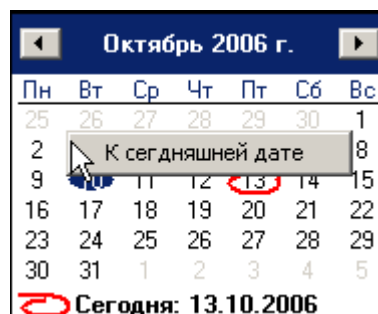 Октябрь 2006 г.
Пн Вт Ср Чт Пт Сб Вс
25 26 27 28 29 30 1
2 К сегдняшней дате 8
9 10 11 12 13 14 15
16 17 18 19 20 21 22
23 24 25 26 27 28 29
30 31 1 2 3 4 5
Сегодня: 13.10.2006